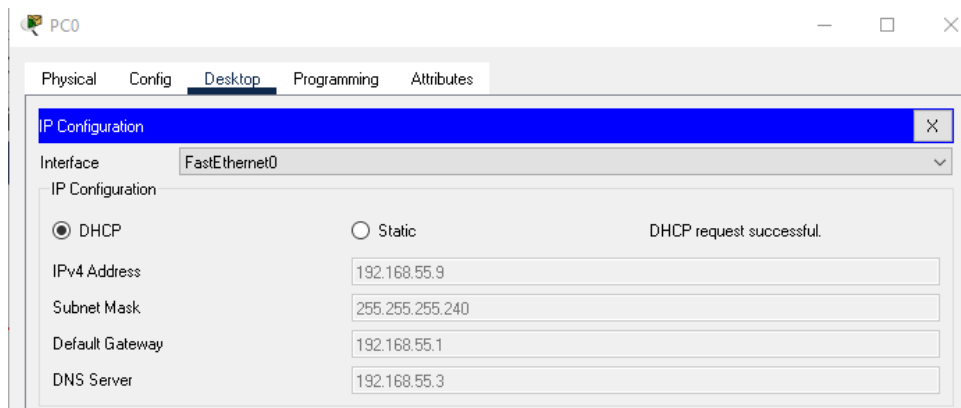 PC0
Physical Config Desktop Programming Attributes
IP Configuration X
Interface FastEthernet0
IP Configuration
DHCP Static DHCP request successful.
IPv4 Address 192.168.55.9
Subnet Mask 255.255.255.240
Default Gateway 192.168.55.1
DNS Server 192.168.55.3